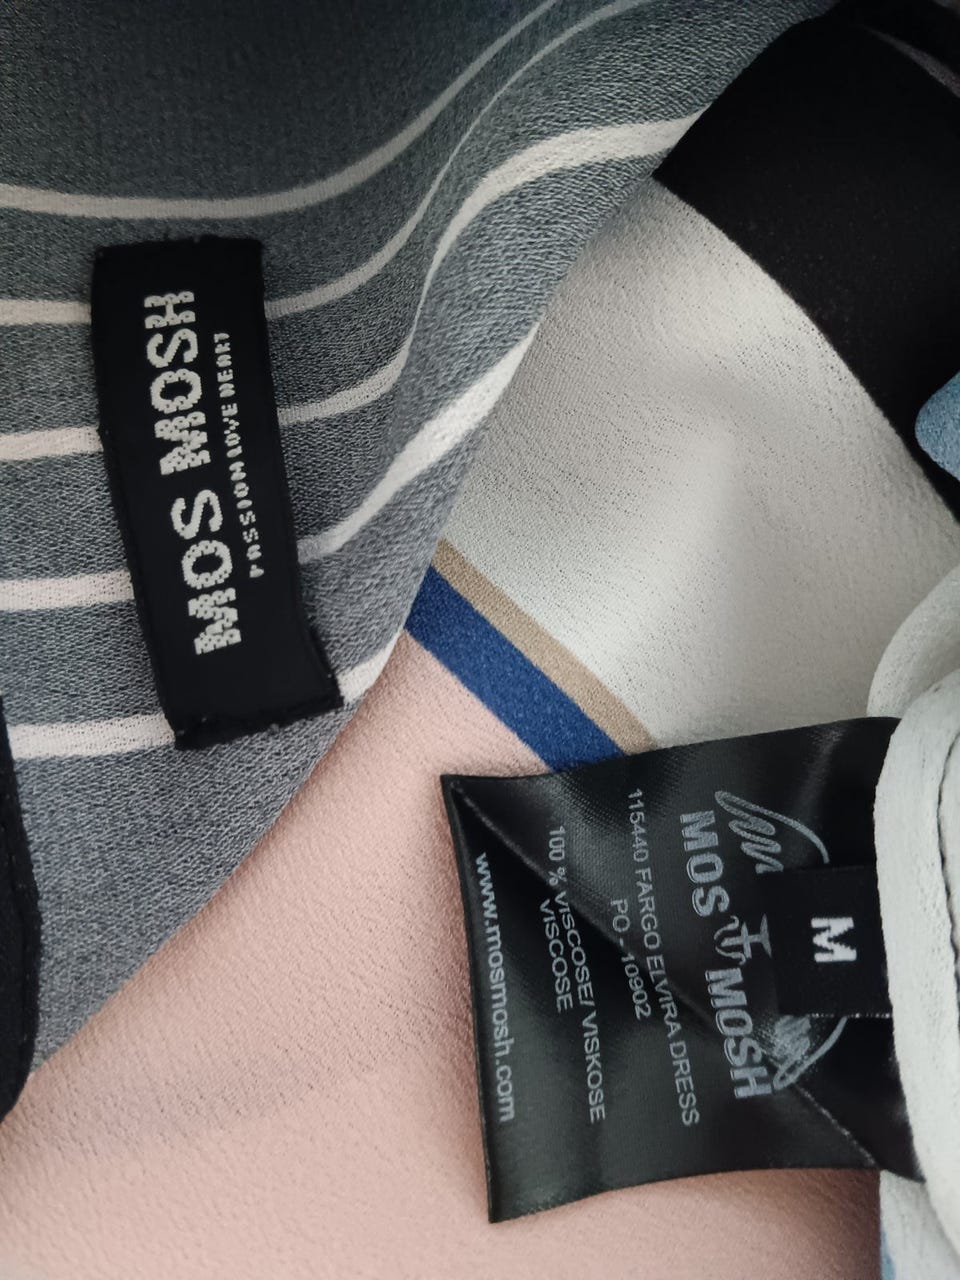 MOS MOSH
PASSION LOVE HEART
M
MOS MOSH
115440 FARGO ELVIRA DRESS
PO - 10902
100 % VISCOSE/ VISKOSE
VISCOSE
www.mosmosh.com